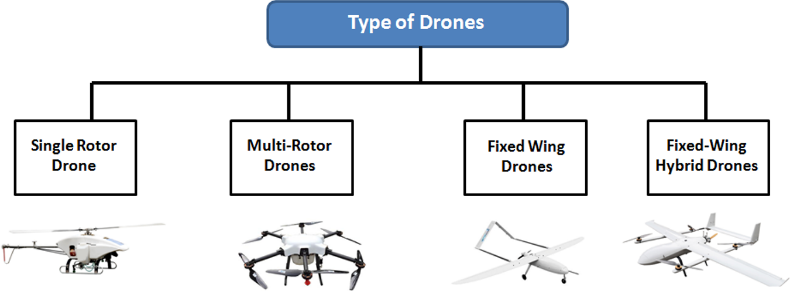 Type of Drones
Single Rotor
Drone
Multi-Rotor
Drones
Fixed Wing
Drones
Fixed-Wing
Hybrid Drones